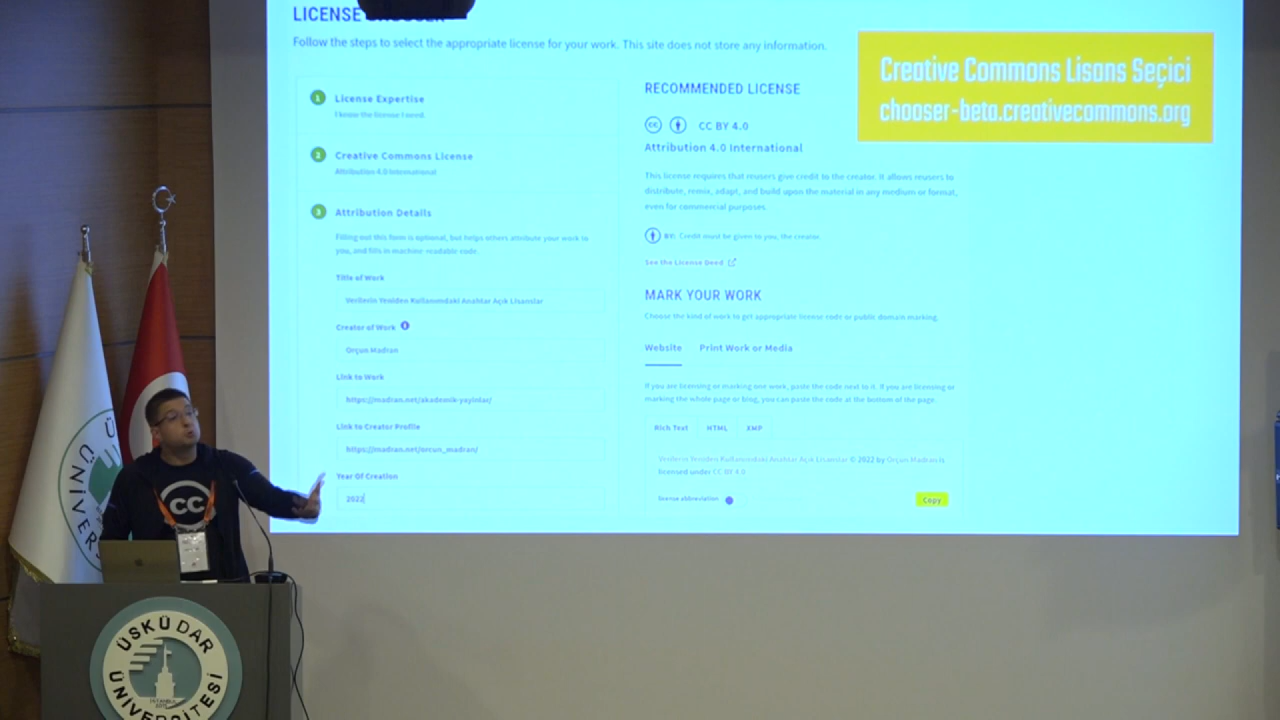 LICENSE
Follow the steps to select the appropriate license for your work. This site does not store any information.
1 License Expertise
I know the license I need.
2 Creative Commons License
Attribution 4.0 International
3 Attribution Details
Filling out this form is optional, but helps others attribute your work to
you, and fills in machine-readable code.
Title of Work
Verilerin Yeniden Kullanımdaki Anahtar Açık Lisanslar
Creator of Work
Orçun Madran
Link to Work
https://madran.net/akademik-yayinlar/
Link to Creator Profile
https://madran.net/orcun_madran/
Year Of Creation
2022
RECOMMENDED LICENSE
CC BY 4.0
Attribution 4.0 International
This license requires that reusers give credit to the creator. It allows reusers to
distribute, remix, adapt, and build upon the material in any medium or format,
even for commercial purposes.
BY: Credit must be given to you, the creator.
See the License Deed
MARK YOUR WORK
Choose the kind of work to get appropriate license code or public domain marking.
Website Print Work or Media
If you are licensing or marking one work, paste the code next to it. If you are licensing or
marking the whole page or blog, you can paste the code at the bottom of the page.
Rich Text HTML XMP
Verilerin Yeniden Kullanımdaki Anahtar Açık Lisanslar © 2022 by Orçun Madran is
licensed under CC BY 4.0
license abbreviation
Copy
Creative Commons Lisans Seçici
chooser-beta.creativecommons.org
CC
ÜSKÜDAR
ÜNİVERSİTESİ